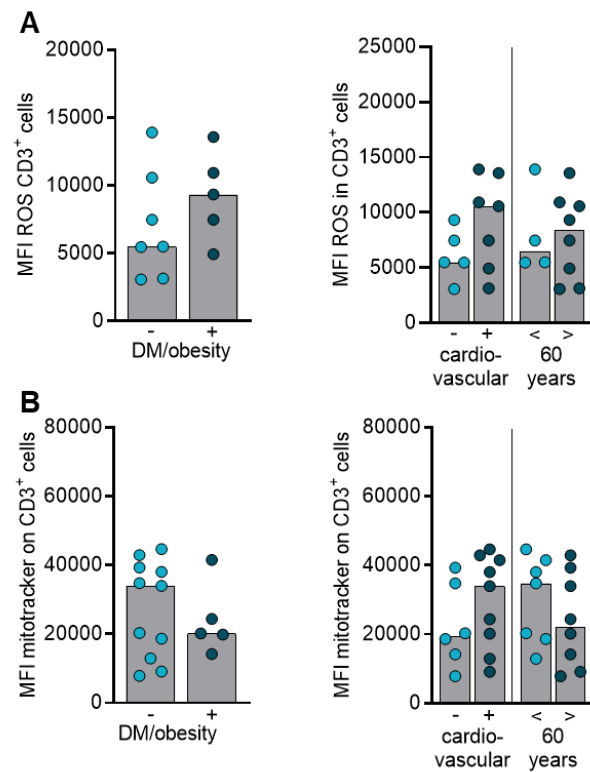 A
MFI ROS CD3⁺ cells
20000
15000
10000
5000
0
- +
DM/obesity
MFI ROS in CD3⁺ cells
25000
20000
15000
10000
5000
0
- + < >
cardio- 60
vascular years
B
MFI mitotracker on CD3⁺ cells
80000
60000
40000
20000
0
- +
DM/obesity
MFI mitotracker on CD3⁺ cells
80000
60000
40000
20000
0
- + < >
cardio- 60
vascular years